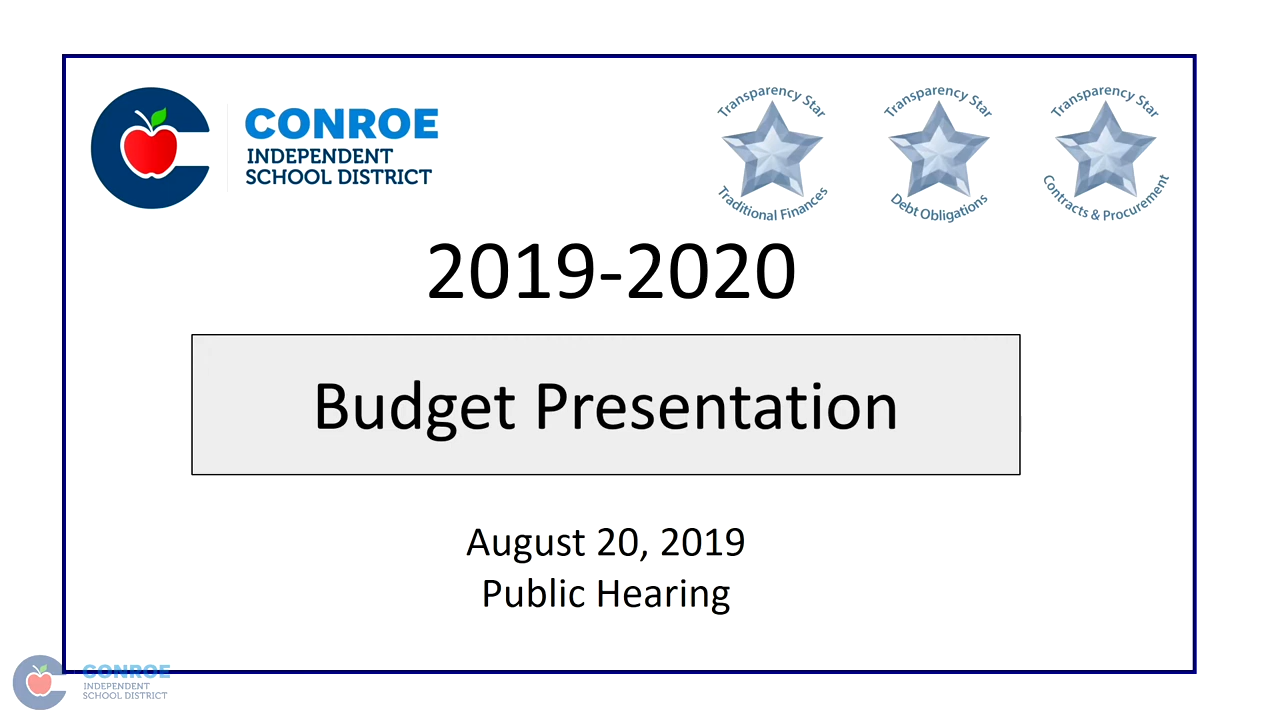 CONROE
INDEPENDENT
SCHOOL DISTRICT
Transparency Star
Traditional Finances
Transparency Star
Debt Obligations
Transparency Star
Contracts & Procurement
2019-2020
Budget Presentation
August 20, 2019
Public Hearing
CONROE
INDEPENDENT
SCHOOL DISTRICT